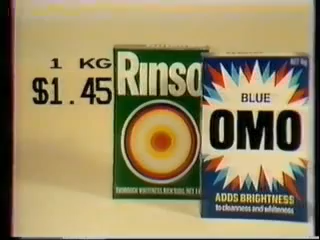 1 KG
$1.45
Rinso
BLUE
OMO
ADDS BRIGHTNESS
to cleanness and whiteness